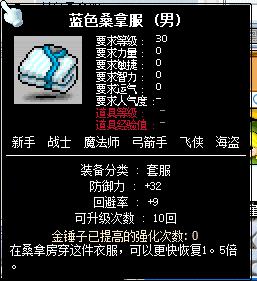 蓝色桑拿服 (男)
要求等级 : 30
要求力量 : 0
要求敏捷 : 0
要求智力 : 0
要求运气 : 0
要求人气度 : -
道具等级 : -
道具经验值 : -
新手 战士 魔法师 弓箭手 飞侠 海盗
装备分类 : 套服
防御力 : +32
回避率 : +9
可升级次数 : 10回
金锤子已提高的强化次数: 0
在桑拿房穿这件衣服，可以更快恢复1。5倍
。